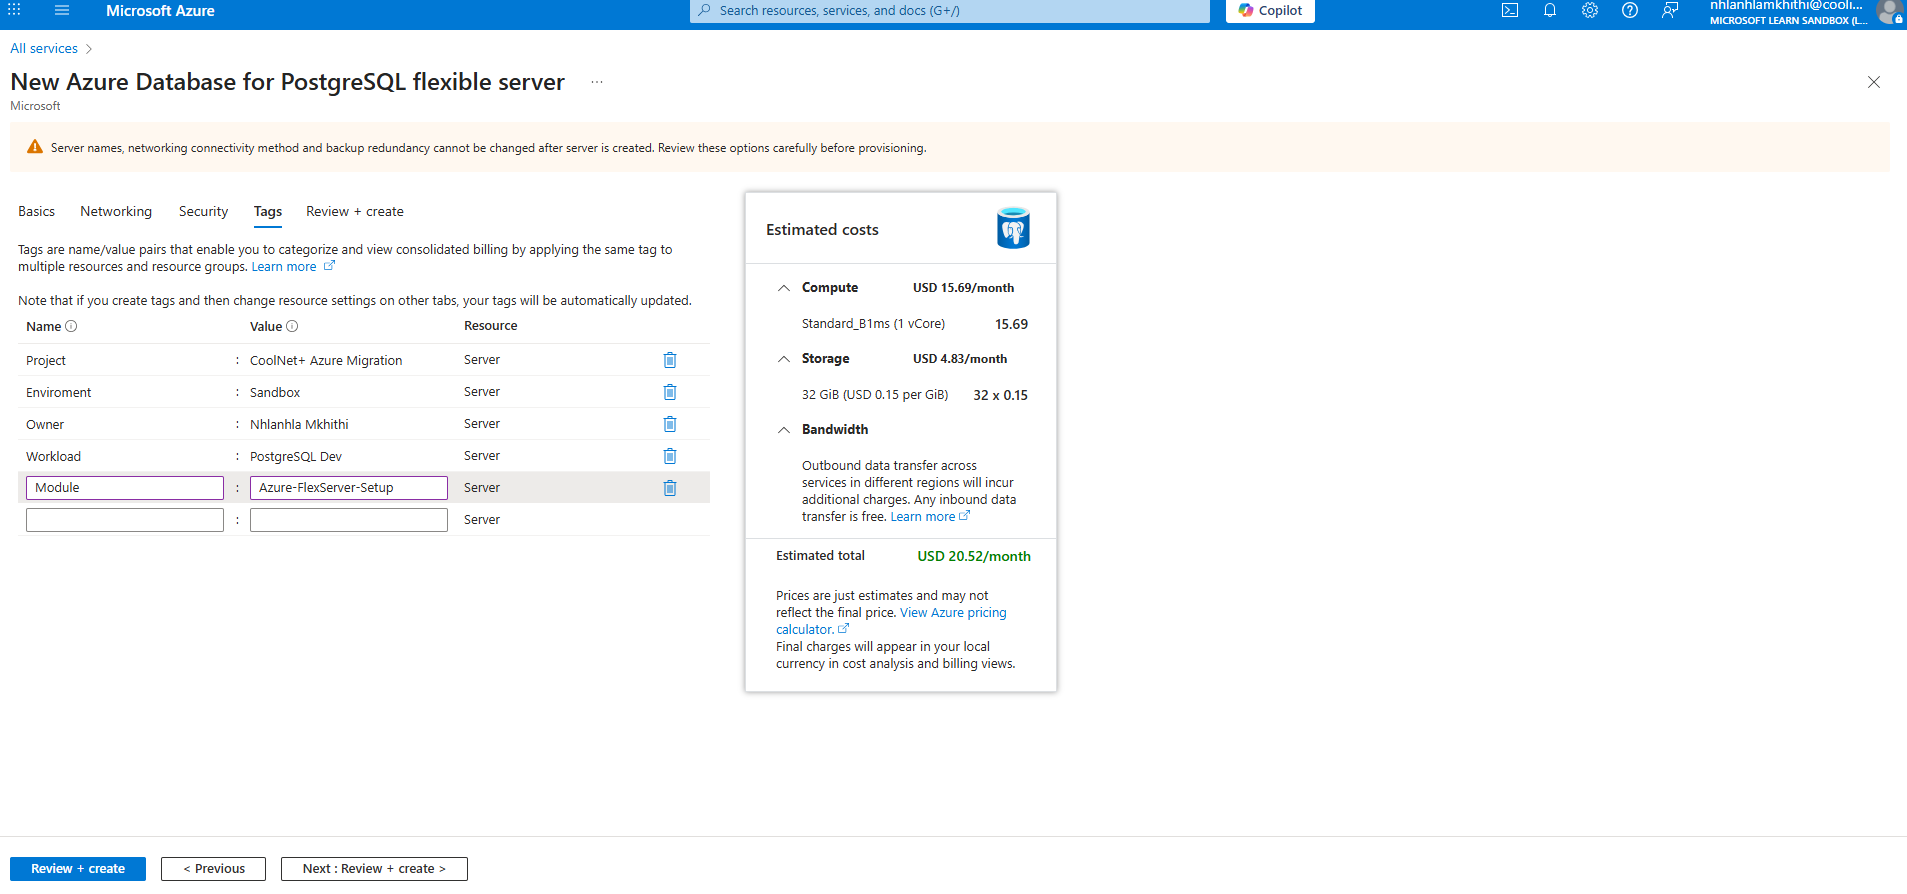 Microsoft Azure
Search resources, services, and docs (G+/)
Copilot
nhlanhlamkhithi@cooli...
MICROSOFT LEARN SANDBOX (L...
All services >
New Azure Database for PostgreSQL flexible server ...
Microsoft
Server names, networking connectivity method and backup redundancy cannot be changed after server is created. Review these options carefully before provisioning.
Basics Networking Security Tags Review + create
Tags are name/value pairs that enable you to categorize and view consolidated billing by applying the same tag to
multiple resources and resource groups. Learn more
Note that if you create tags and then change resource settings on other tabs, your tags will be automatically updated.
Name Value Resource
Project : CoolNet+ Azure Migration Server
Enviroment : Sandbox Server
Owner : Nhlanhla Mkhithi Server
Workload : PostgreSQL Dev Server
Module : Azure-FlexServer-Setup Server
: Server
Estimated costs
Compute USD 15.69/month
Standard_B1ms (1 vCore) 15.69
Storage USD 4.83/month
32 GiB (USD 0.15 per GiB) 32 x 0.15
Bandwidth
Outbound data transfer across
services in different regions will incur
additional charges. Any inbound data
transfer is free. Learn more
Estimated total USD 20.52/month
Prices are just estimates and may not
reflect the final price. View Azure pricing
calculator.
Final charges will appear in your local
currency in cost analysis and billing views.
Review + create < Previous Next : Review + create >